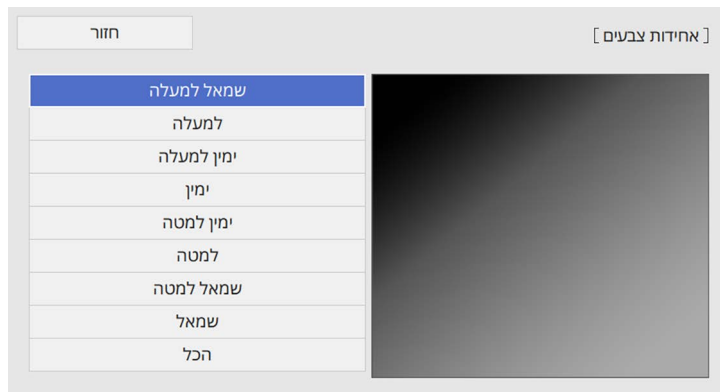 [אחידות צבעים]
חזור
שמאל למעלה
למעלה
ימין למעלה
ימין
ימין למטה
למטה
שמאל למטה
שמאל
הכל